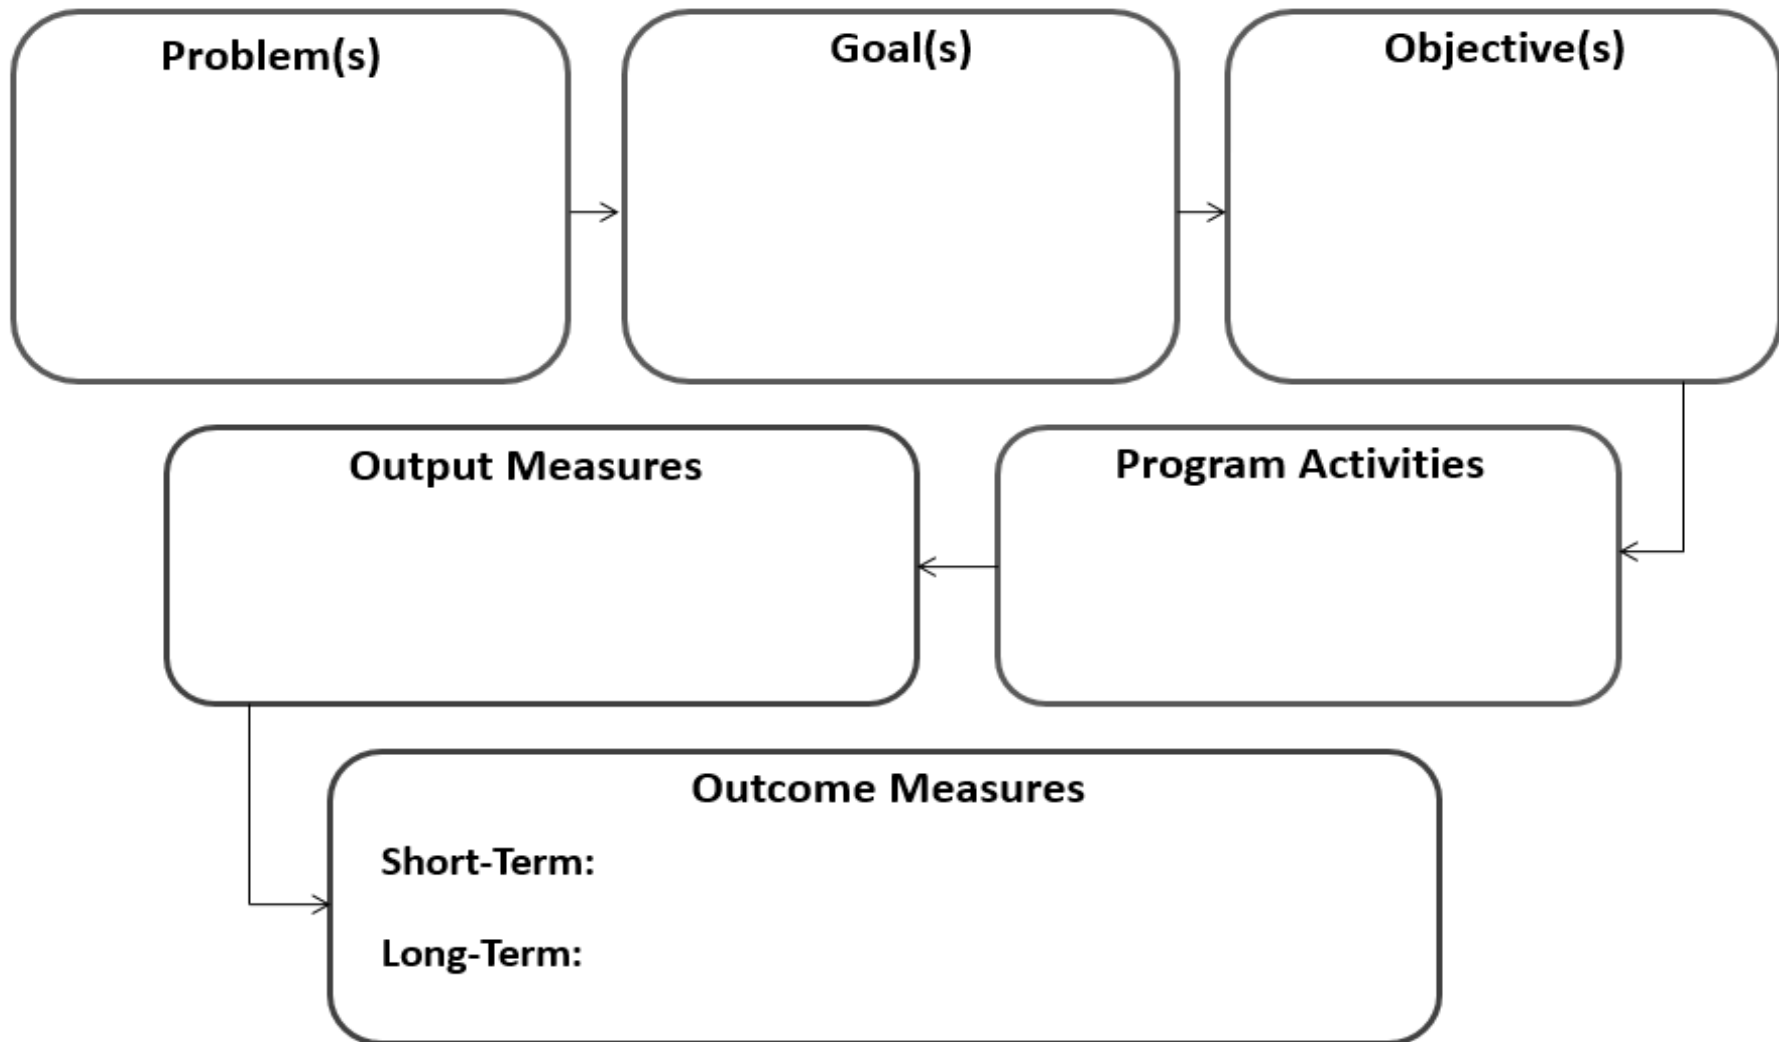 Problem(s)
Goal(s)
Objective(s)
Program Activities
Output Measures
Outcome Measures
Short-Term:
Long-Term: